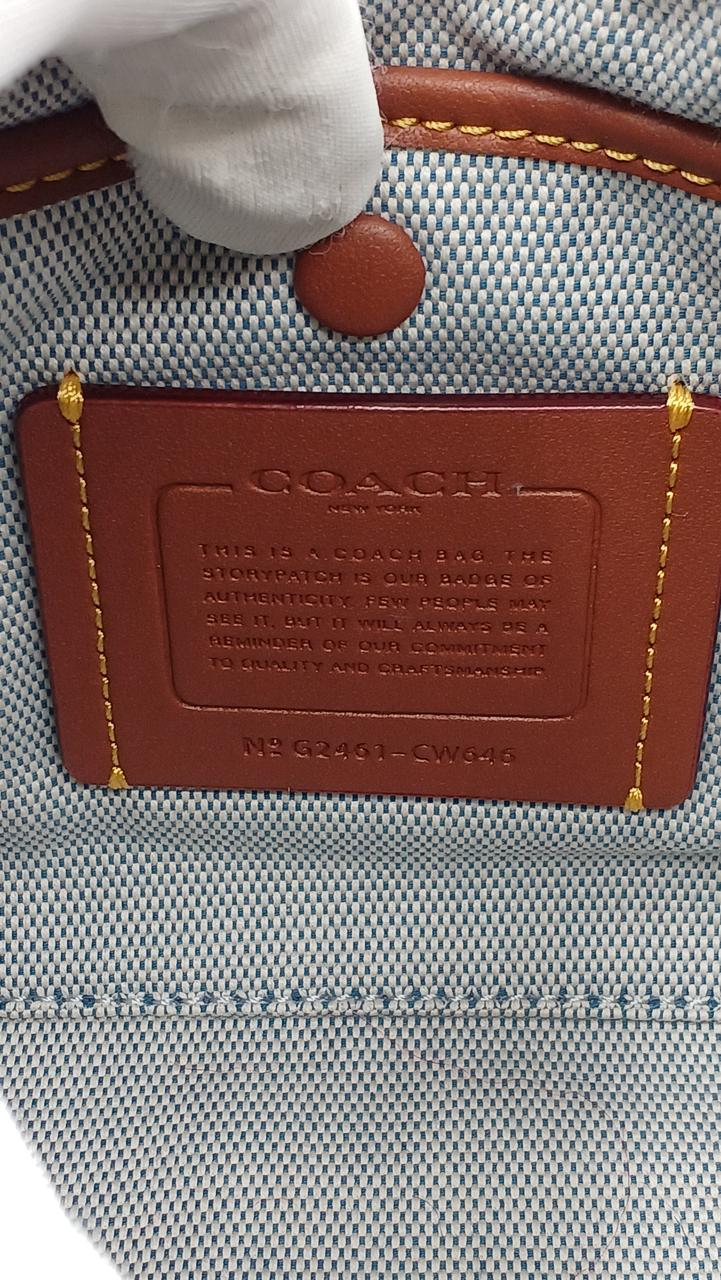 COACH
NEW YORK
THIS IS A COACH BAG. THE
STORYPATCH IS OUR BADGE OF
AUTHENTICITY. FEW PEOPLE MAY
SEE IT, BUT IT WILL ALWAYS BE A
REMINDER OF OUR COMMITMENT
TO QUALITY AND CRAFTSMANSHIP.
Nº G2461-CW646